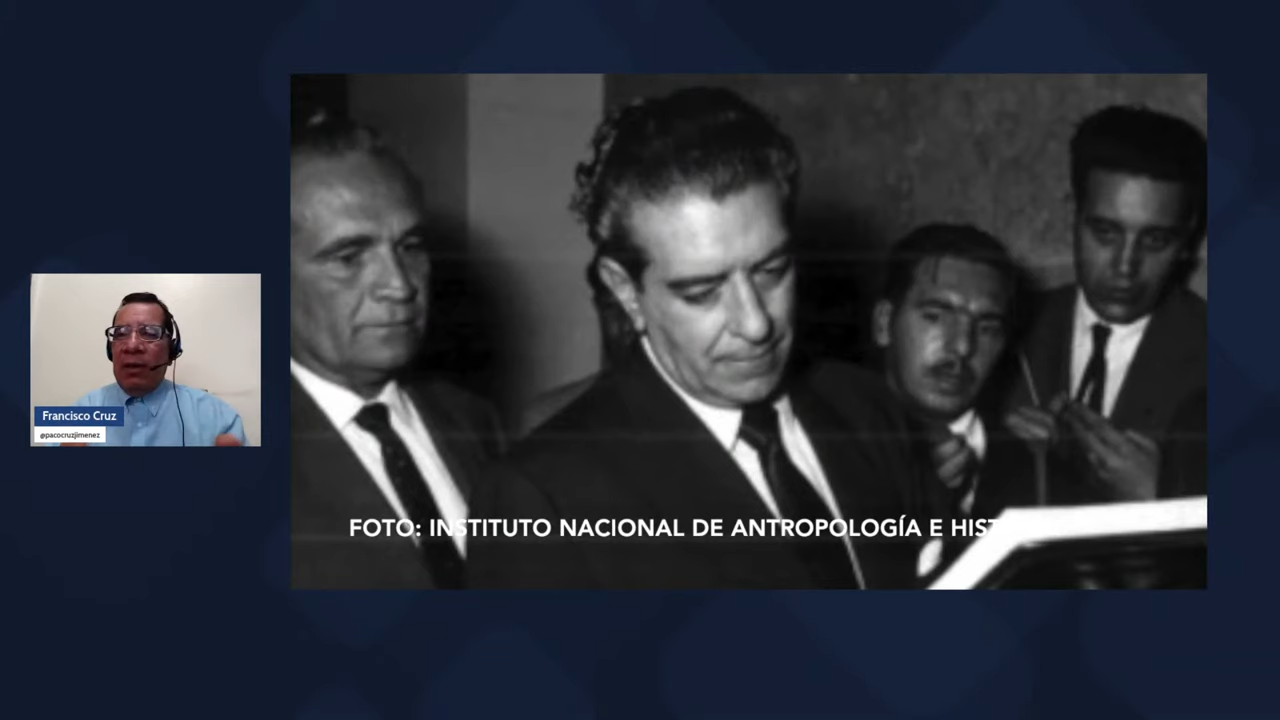 Francisco Cruz
@pacocruzjimenez
FOTO: INSTITUTO NACIONAL DE ANTROPOLOGÍA E HIST